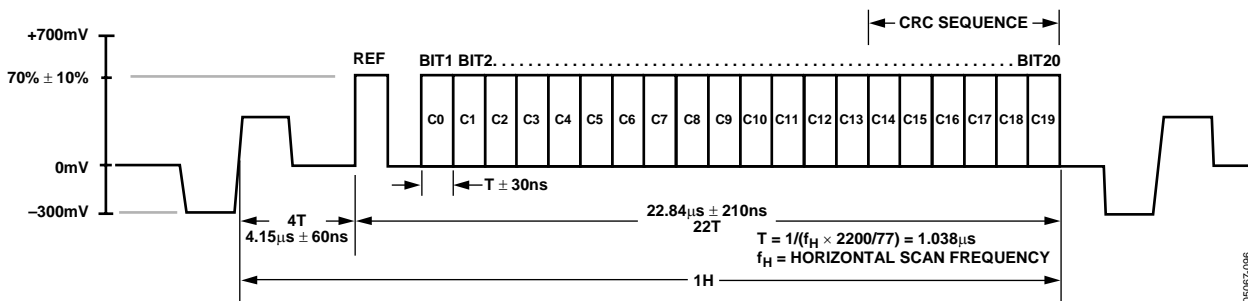 CRC SEQUENCE
+700mV
REF
BIT1 BIT2. . . . . . . . . . . . . . . . . . . . . . . . . . . . . . . . . . . . . . . . . . . . . . . . . . . . . . . . . . . . . . . BIT20
70% ± 10%
C0 C1 C2 C3 C4 C5 C6 C7 C8 C9 C10 C11 C12 C13 C14 C15 C16 C17 C18 C19
0mV
T ± 30ns
–300mV
4T
4.15μs ± 60ns
22.84μs ± 210ns
22T
T = 1/(fH × 2200/77) = 1.038μs
fH = HORIZONTAL SCAN FREQUENCY
1H
05067-096